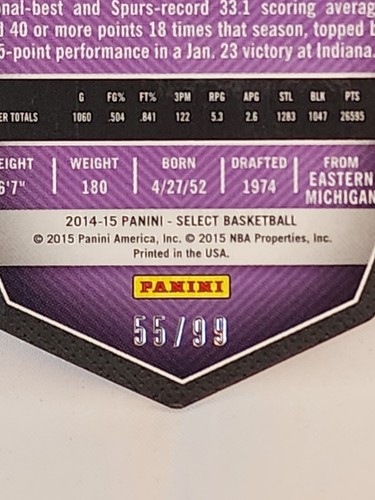 onal-best and Spurs-record 33.1 scoring averag
40 or more points 18 times that season, topped b
5-point performance in a Jan. 23 victory at Indiana.
G FG% FT% 3PM RPG APG STL BLK PTS
ER TOTALS 1060 .504 .841 122 5.3 2.6 1283 1047 26595
EIGHT WEIGHT BORN DRAFTED FROM
6'7" 180 4/27/52 1974 EASTERN
MICHIGAN
2014-15 PANINI - SELECT BASKETBALL
© 2015 Panini America, Inc. © 2015 NBA Properties, Inc.
Printed in the USA.
PANINI
55/99